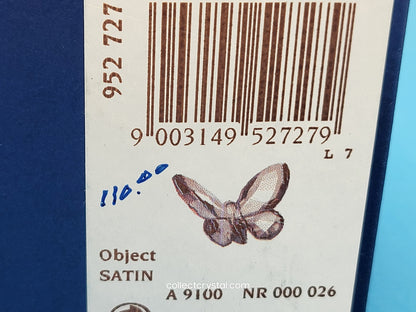 952 727
9 003149 527279
L 7
110.00
Object
SATIN
collectcrystal.com
A 9100 NR 000 026